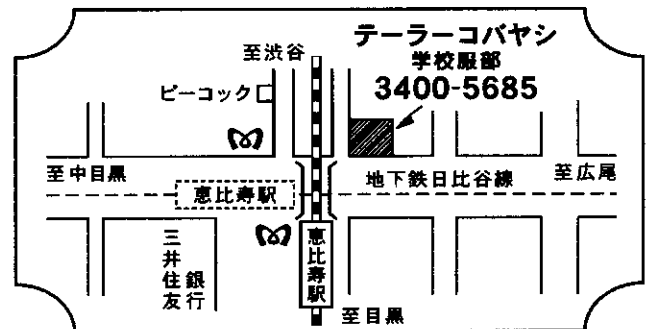 テーラーコバヤシ
学校服部
3400-5685
至渋谷
ピーコック
至中目黒
恵比寿駅
地下鉄日比谷線
至広尾
三井住友
銀行
恵比寿駅
至目黒